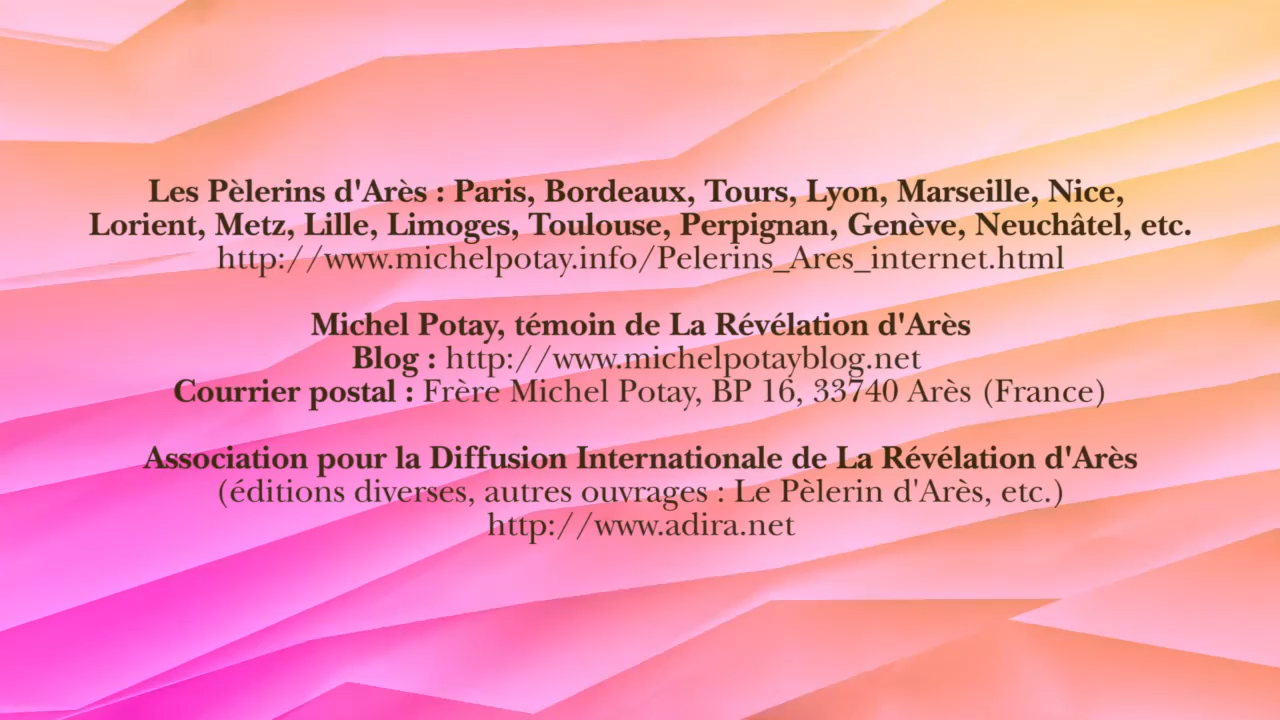 Les Pèlerins d'Arès : Paris, Bordeaux, Tours, Lyon, Marseille, Nice,
Lorient, Metz, Lille, Limoges, Toulouse, Perpignan, Genève, Neuchâtel, etc.
http://www.michelpotay.info/Pelerins_Ares_internet.html
Michel Potay, témoin de La Révélation d'Arès
Blog : http://www.michelpotayblog.net
Courrier postal : Frère Michel Potay, BP 16, 33740 Arès (France)
Association pour la Diffusion Internationale de La Révélation d'Arès
(éditions diverses, autres ouvrages : Le Pèlerin d'Arès, etc.)
http://www.adira.net